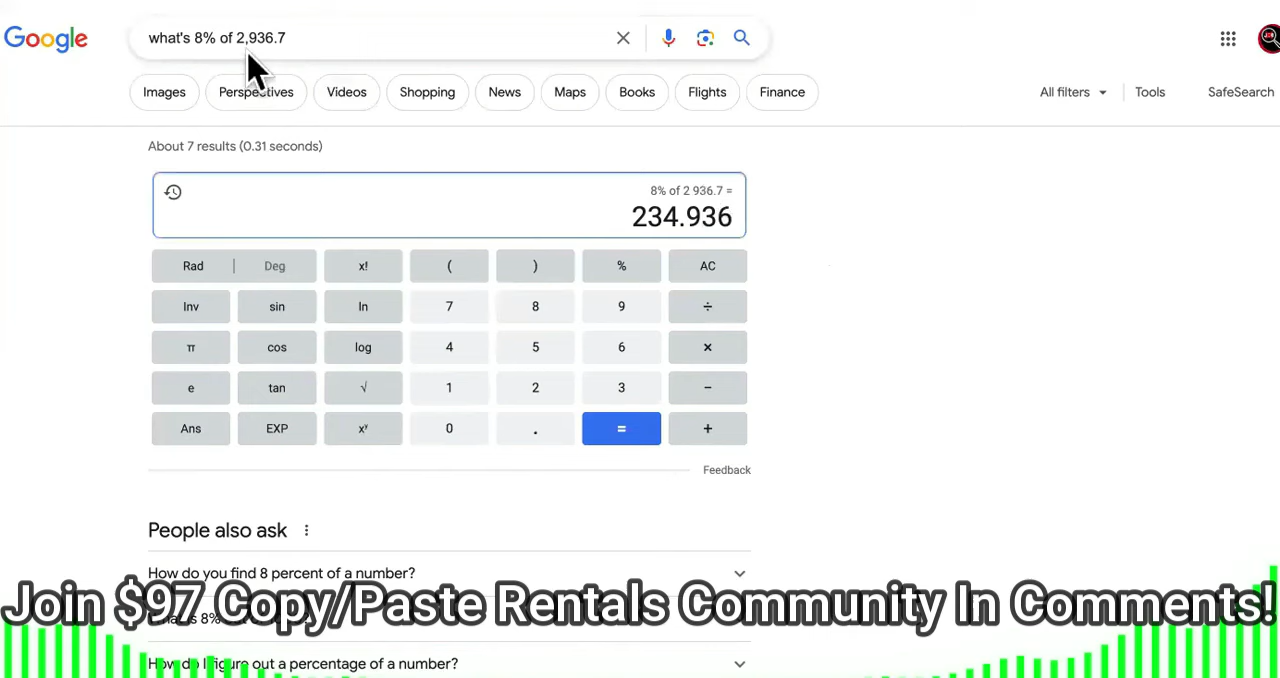 Google
what's 8% of 2,936.7
Images Perspectives Videos Shopping News Maps Books Flights Finance All filters Tools SafeSearch
About 7 results (0.31 seconds)
8% of 2 936.7 =
234.936
Rad | Deg x! ( ) % AC
Inv sin ln 7 8 9 ÷
π cos log 4 5 6 ×
e tan √ 1 2 3 −
Ans EXP xʸ 0 . = +
Feedback
People also ask
How do you find 8 percent of a number?
Join $97 Copy/Paste Rentals Community In Comments!
How do I figure out a percentage of a number?